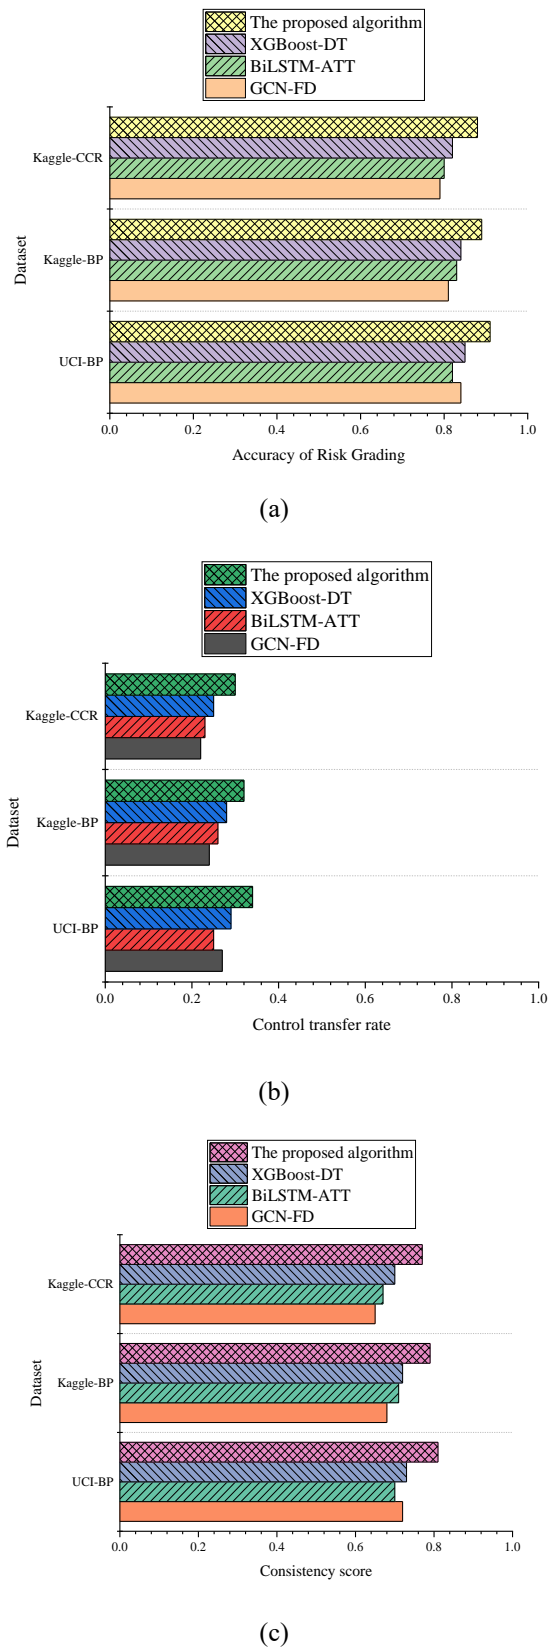 The proposed algorithm
XGBoost-DT
BiLSTM-ATT
GCN-FD
Kaggle-CCR
Kaggle-BP
UCI-BP
Dataset
0.0 0.2 0.4 0.6 0.8 1.0
Accuracy of Risk Grading
(a)
The proposed algorithm
XGBoost-DT
BiLSTM-ATT
GCN-FD
Kaggle-CCR
Kaggle-BP
UCI-BP
Dataset
0.0 0.2 0.4 0.6 0.8 1.0
Control transfer rate
(b)
The proposed algorithm
XGBoost-DT
BiLSTM-ATT
GCN-FD
Kaggle-CCR
Kaggle-BP
UCI-BP
Dataset
0.0 0.2 0.4 0.6 0.8 1.0
Consistency score
(c)